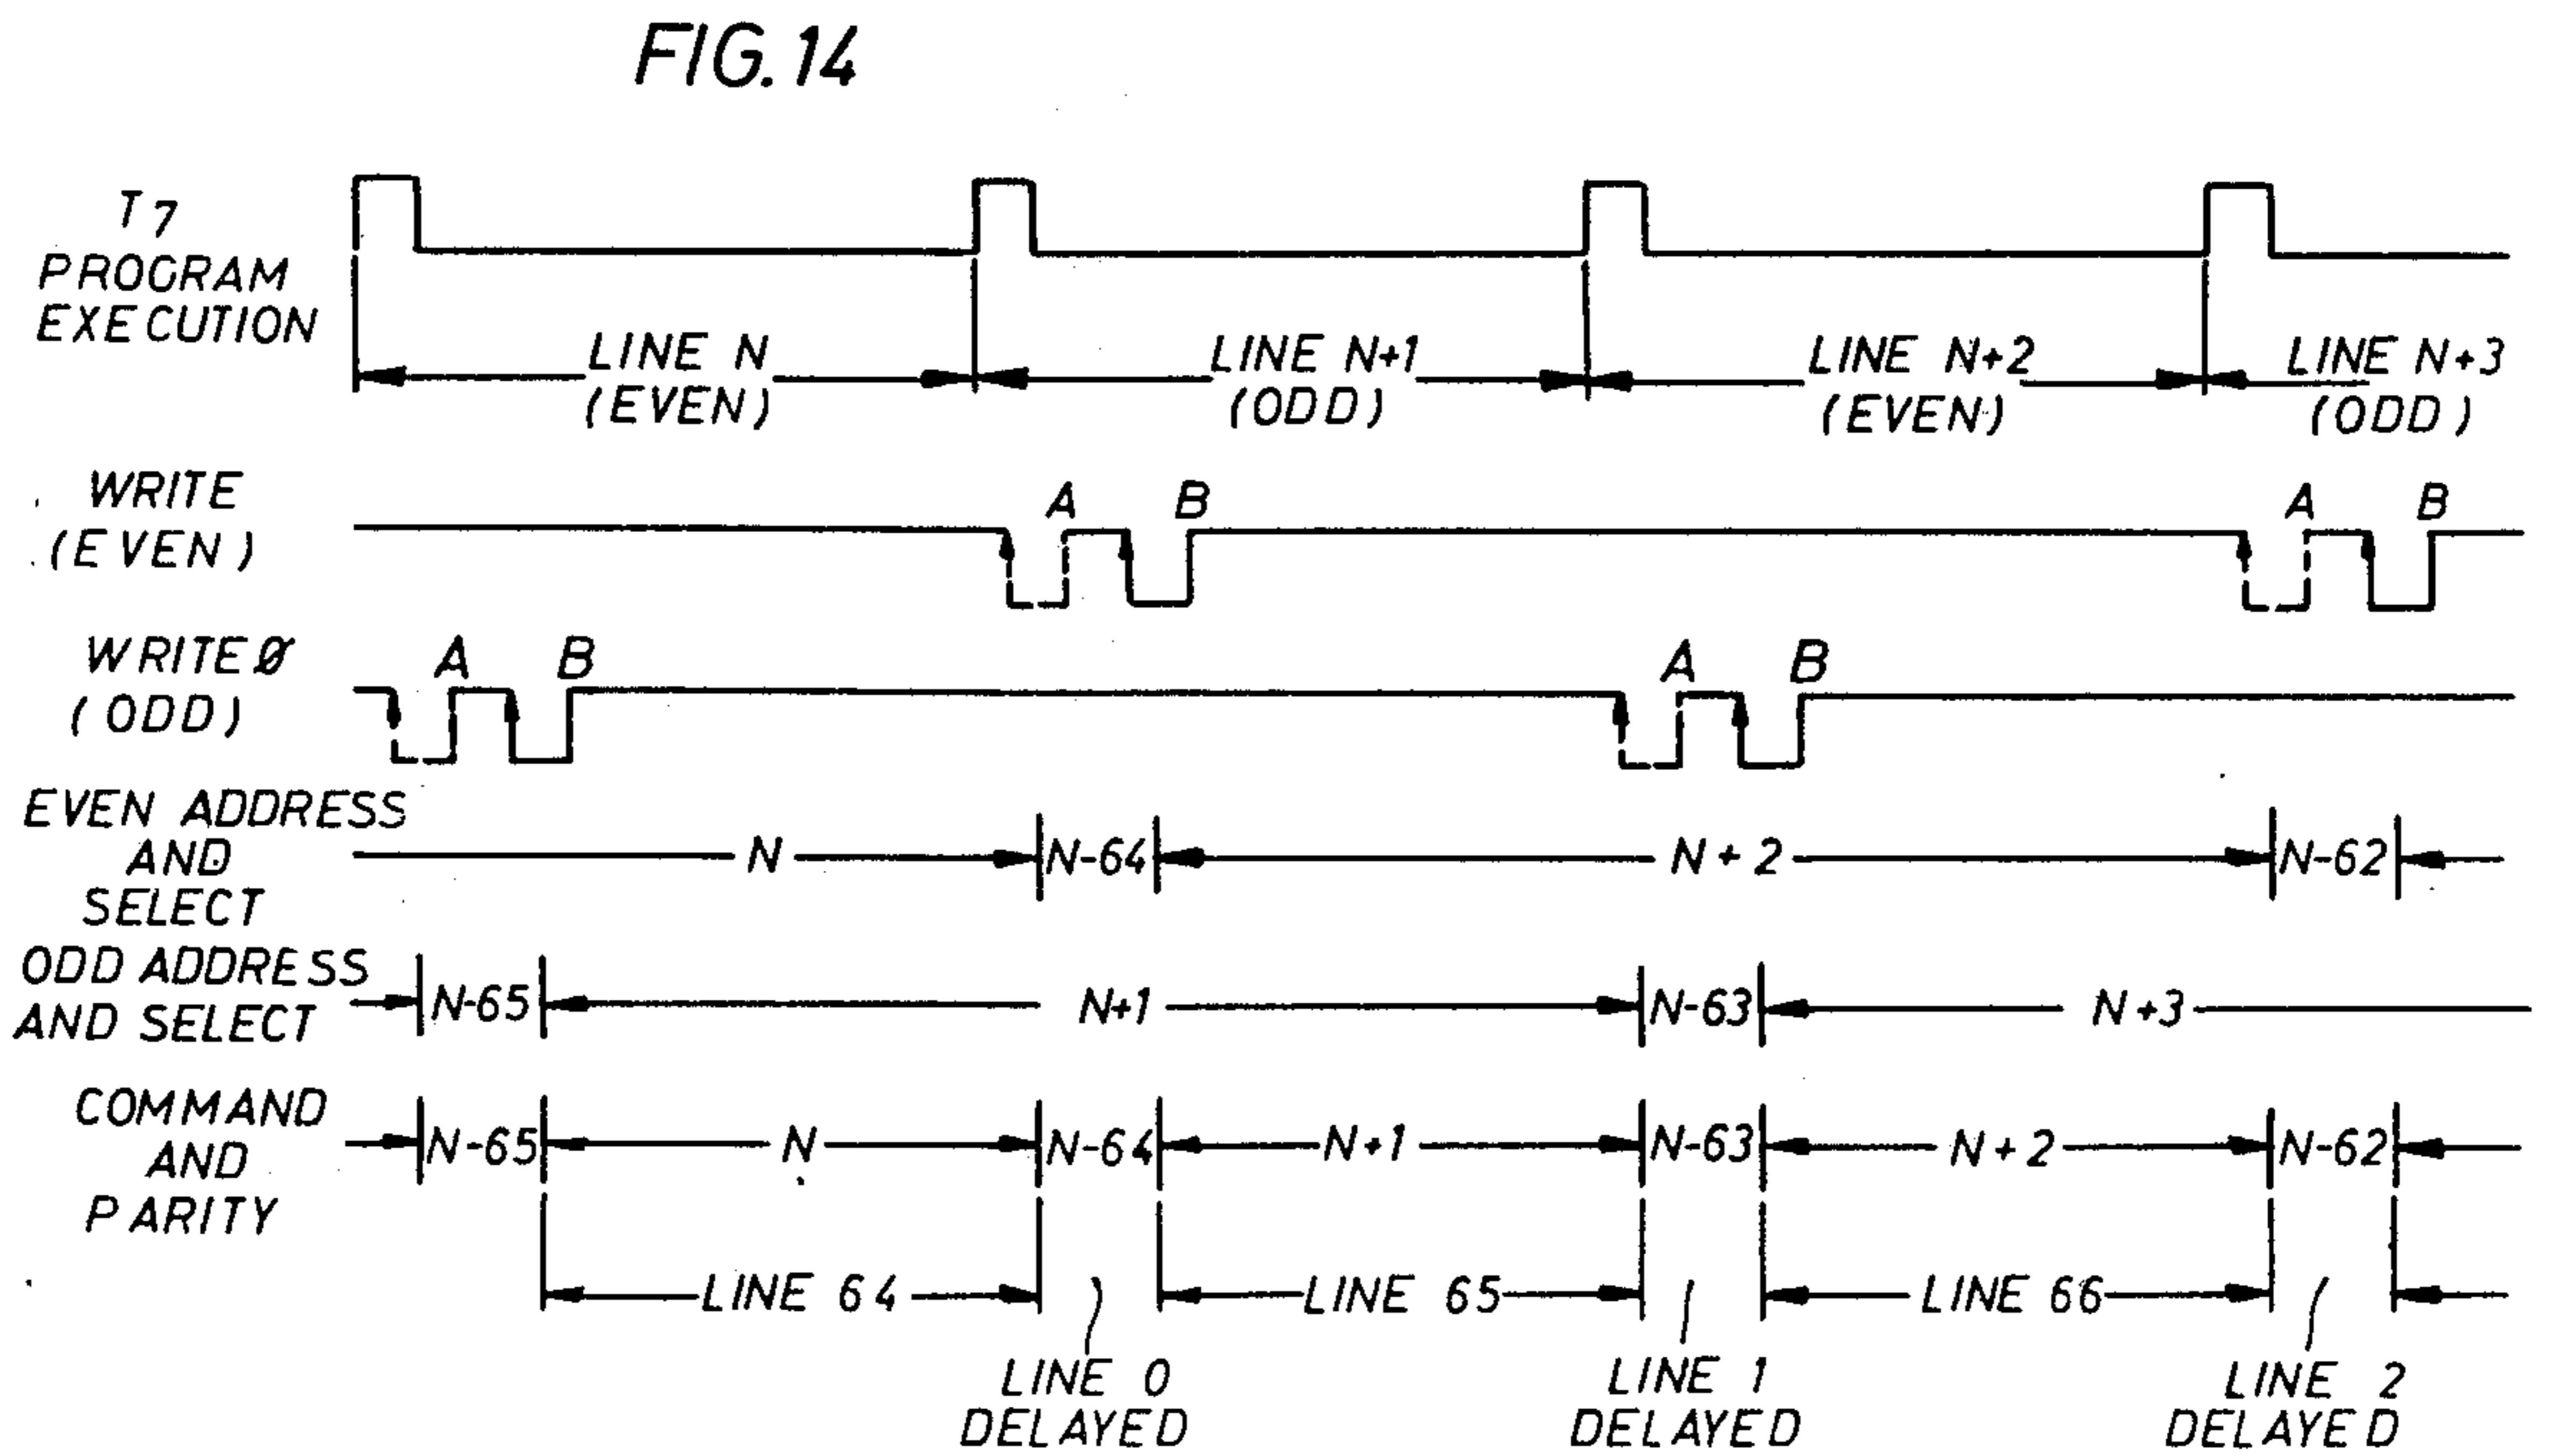 FIG. 14
T7
PROGRAM
EXECUTION
LINE N
(EVEN)
LINE N+1
(ODD)
LINE N+2
(EVEN)
LINE N+3
(ODD)
WRITE
(EVEN)
A B A B
WRITEØ
(ODD)
A B A B
EVEN ADDRESS
AND
SELECT
N N-64 N+2 N-62
ODD ADDRESS
AND SELECT
N-65 N+1 N-63 N+3
COMMAND
AND
PARITY
N-65 N N-64 N+1 N-63 N+2 N-62
LINE 64 LINE 65 LINE 66
LINE 0
DELAYED
LINE 1
DELAYED
LINE 2
DELAYED